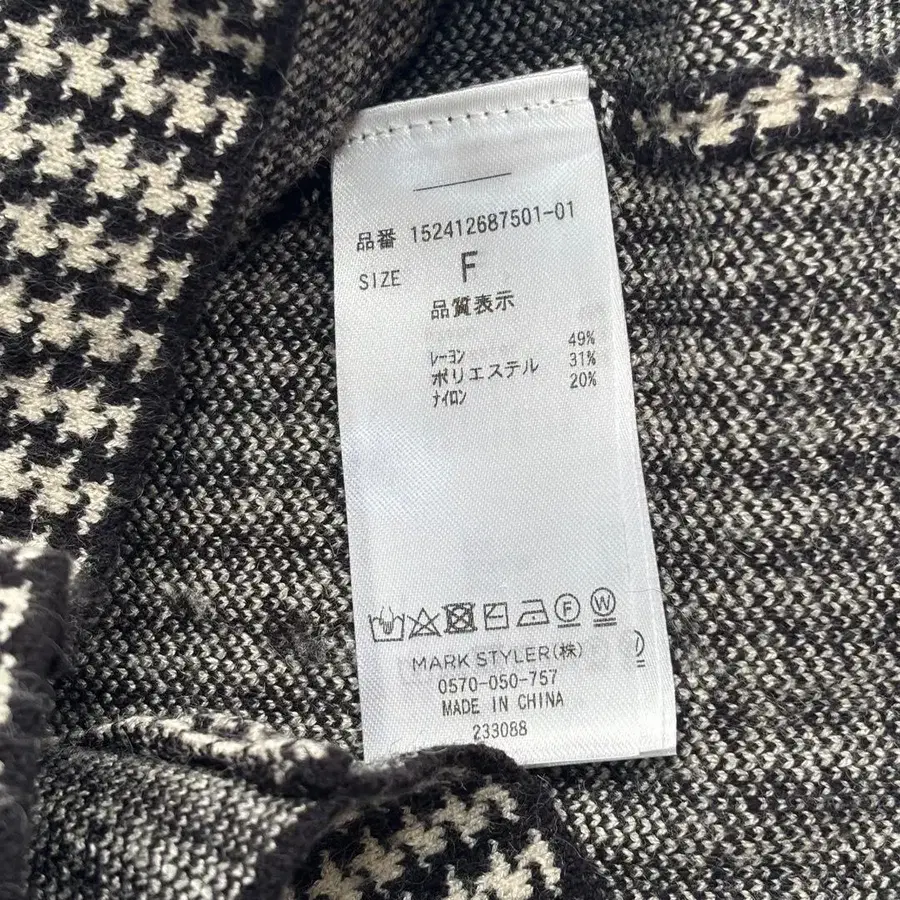 品番 152412687501-01
SIZE F
品質表示
レーヨン 49%
ポリエステル 31%
ナイロン 20%
F W
MARK STYLER(株)
0570-050-757
MADE IN CHINA
233088